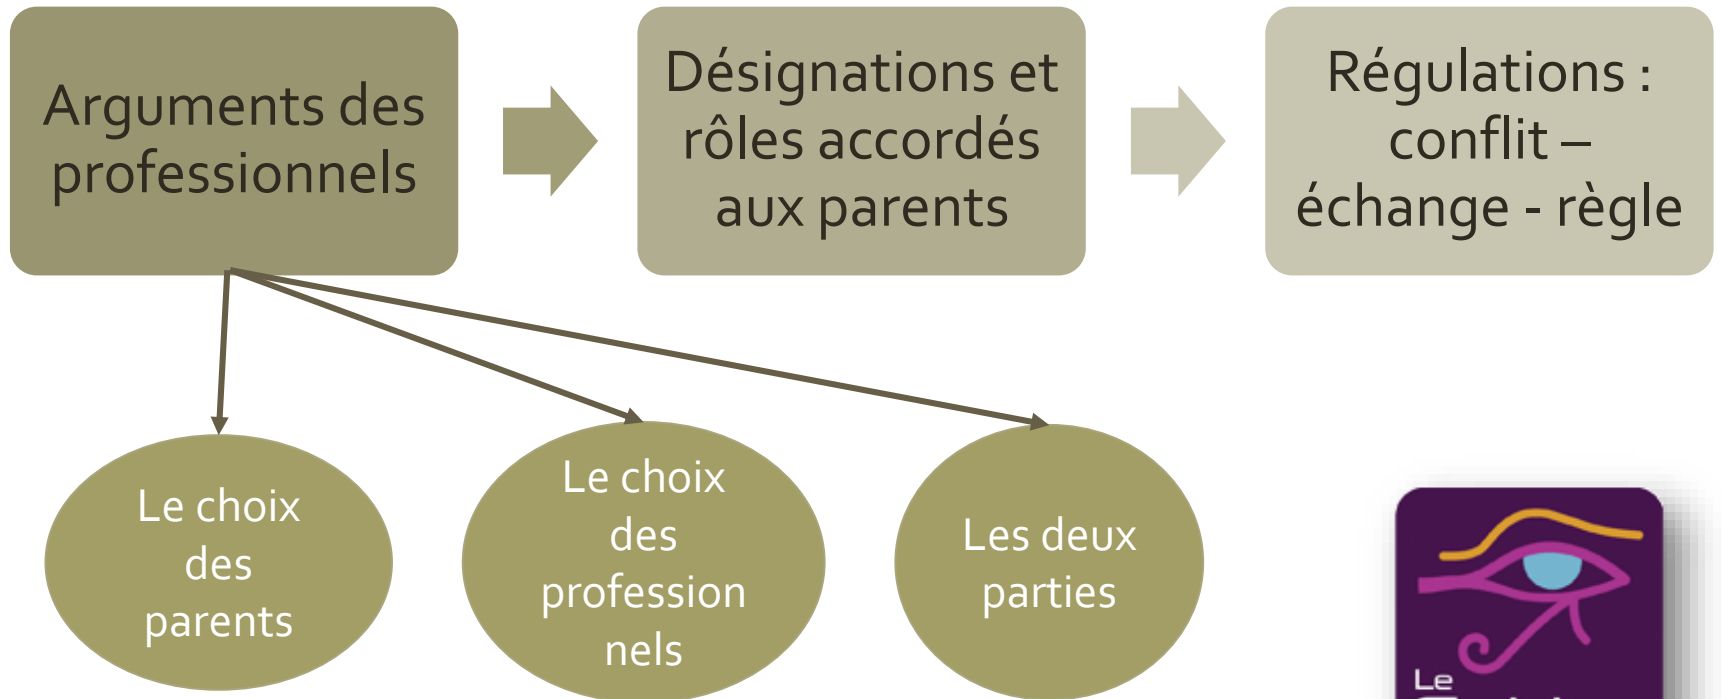 Arguments des
professionnels
Désignations et
rôles accordés
aux parents
Régulations :
conflit –
échange - règle
Le choix
des
parents
Le choix
des
profession
nels
Les deux
parties
Le